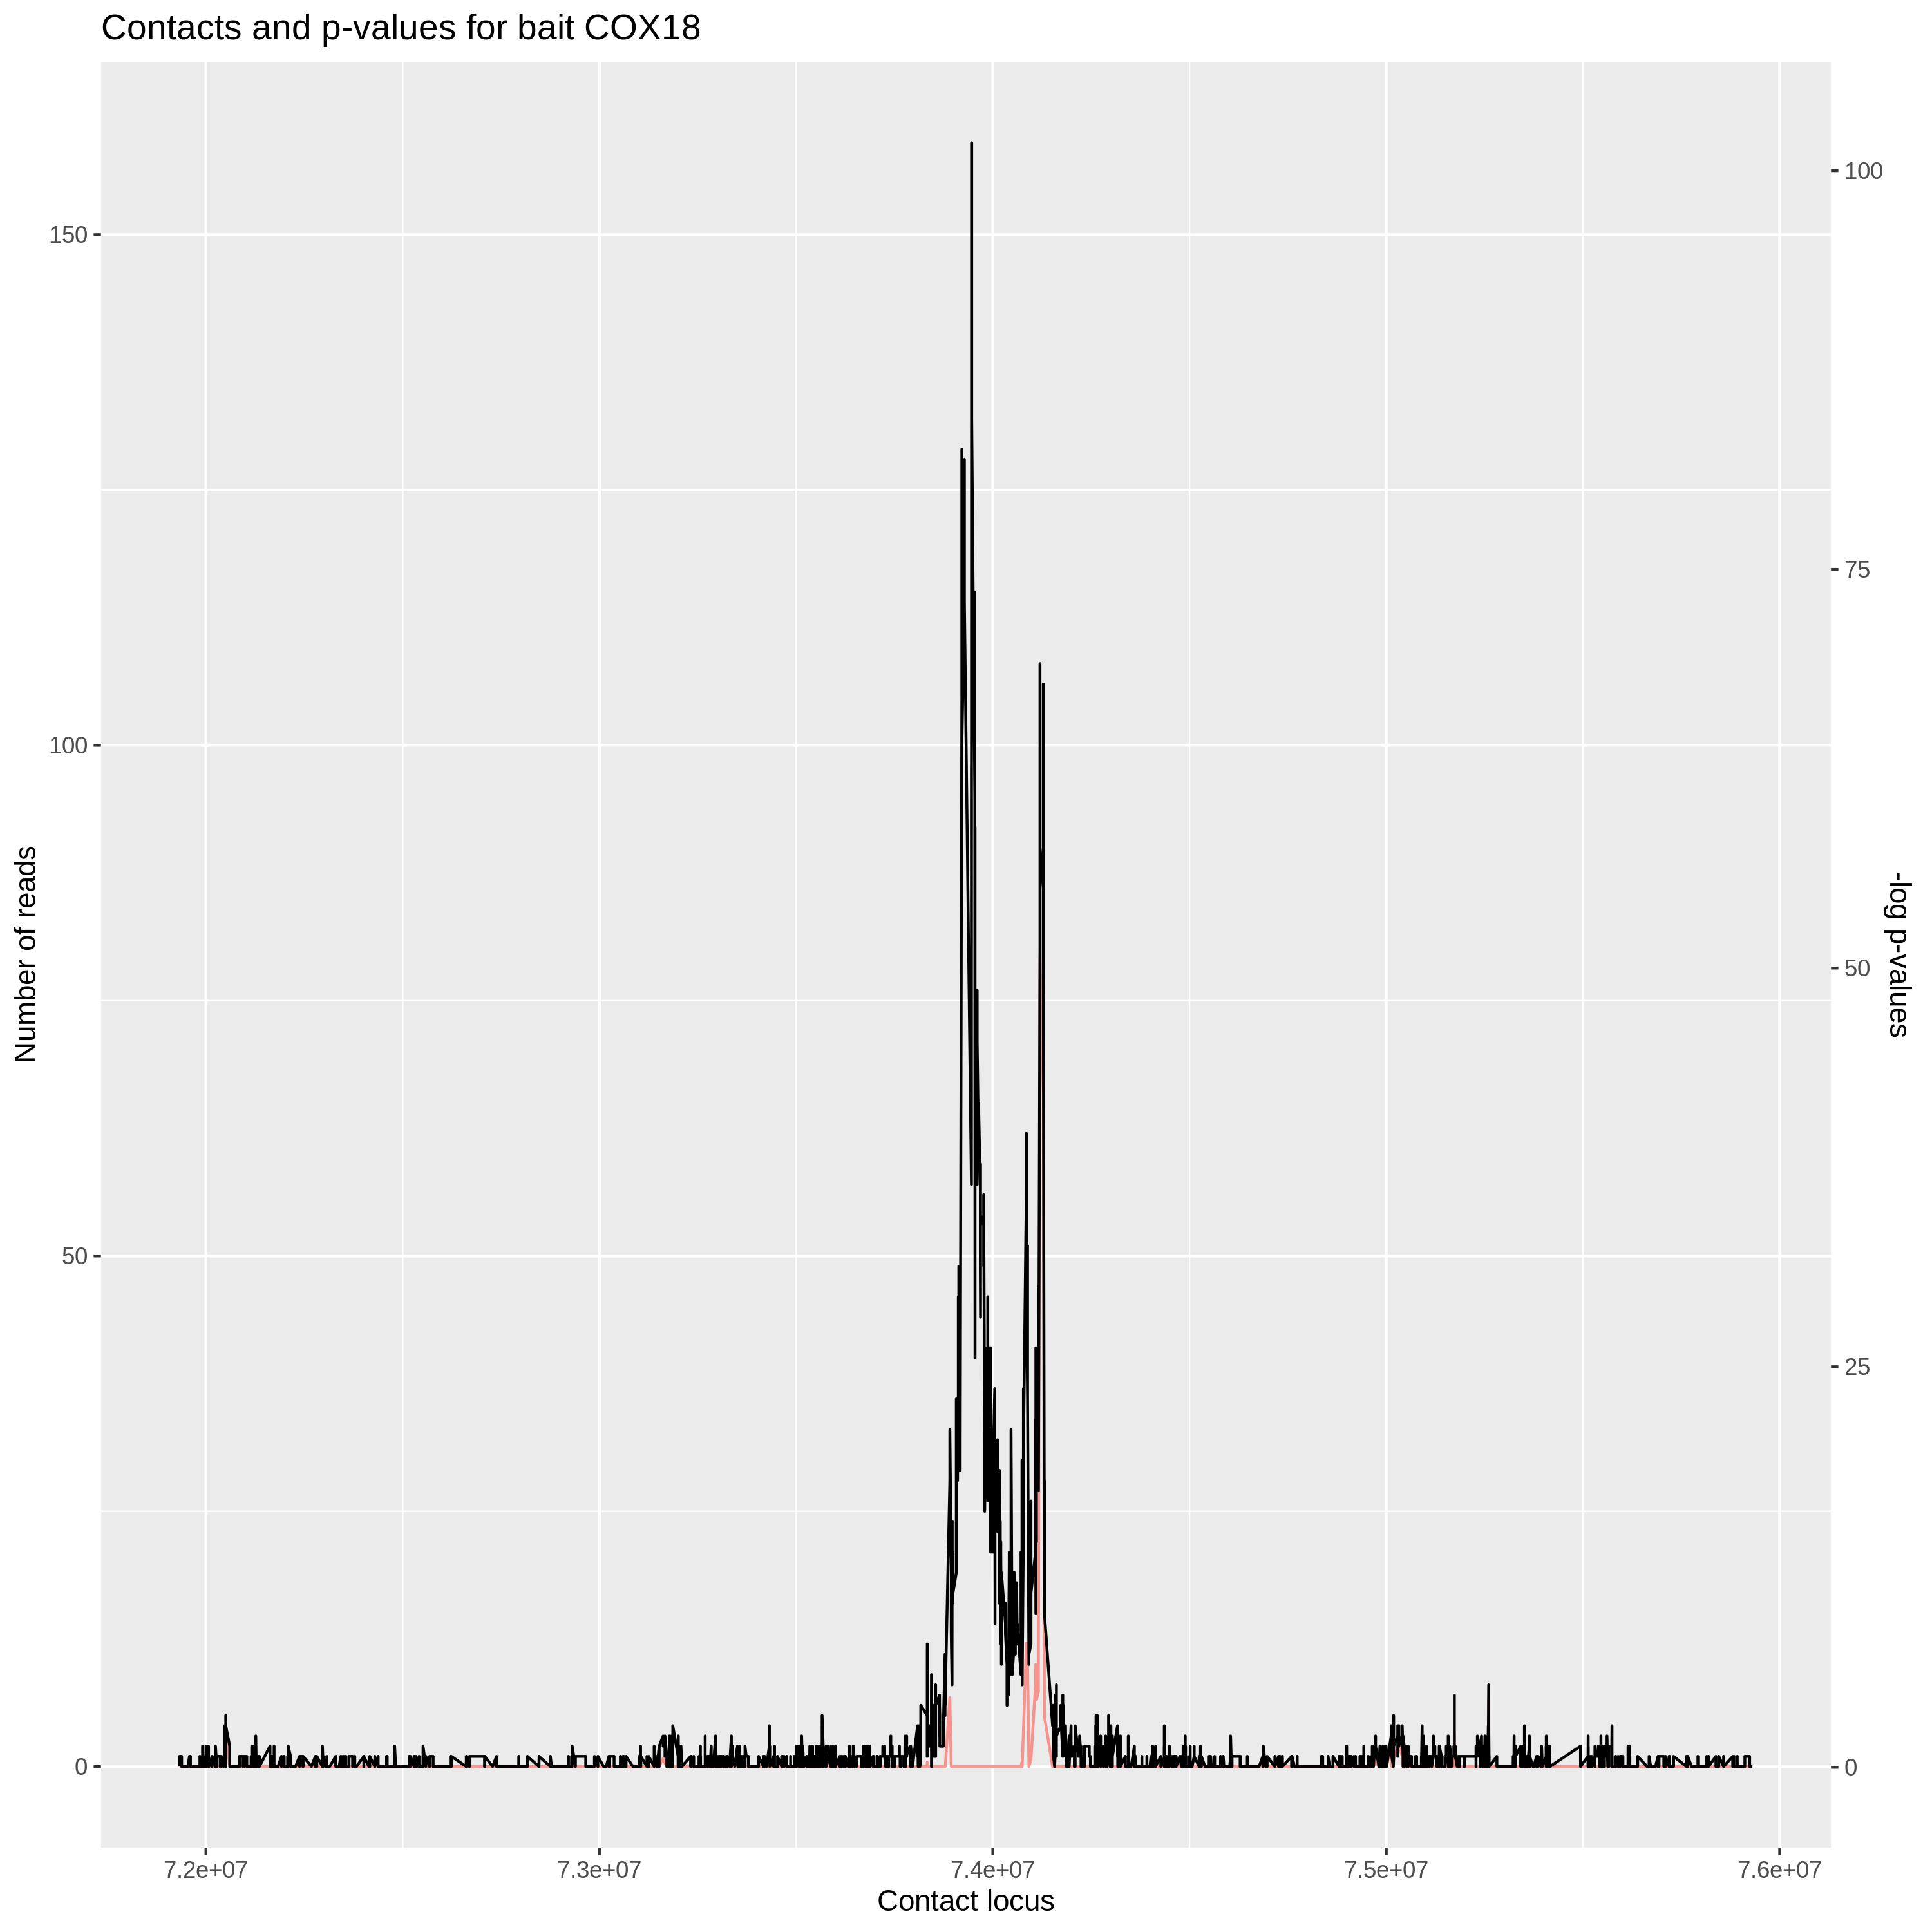 Contacts and p-values for bait COX18
150
100
50
0
Number of reads
100
75
50
25
0
-log p-values
7.2e+07 7.3e+07 7.4e+07 7.5e+07 7.6e+07
Contact locus